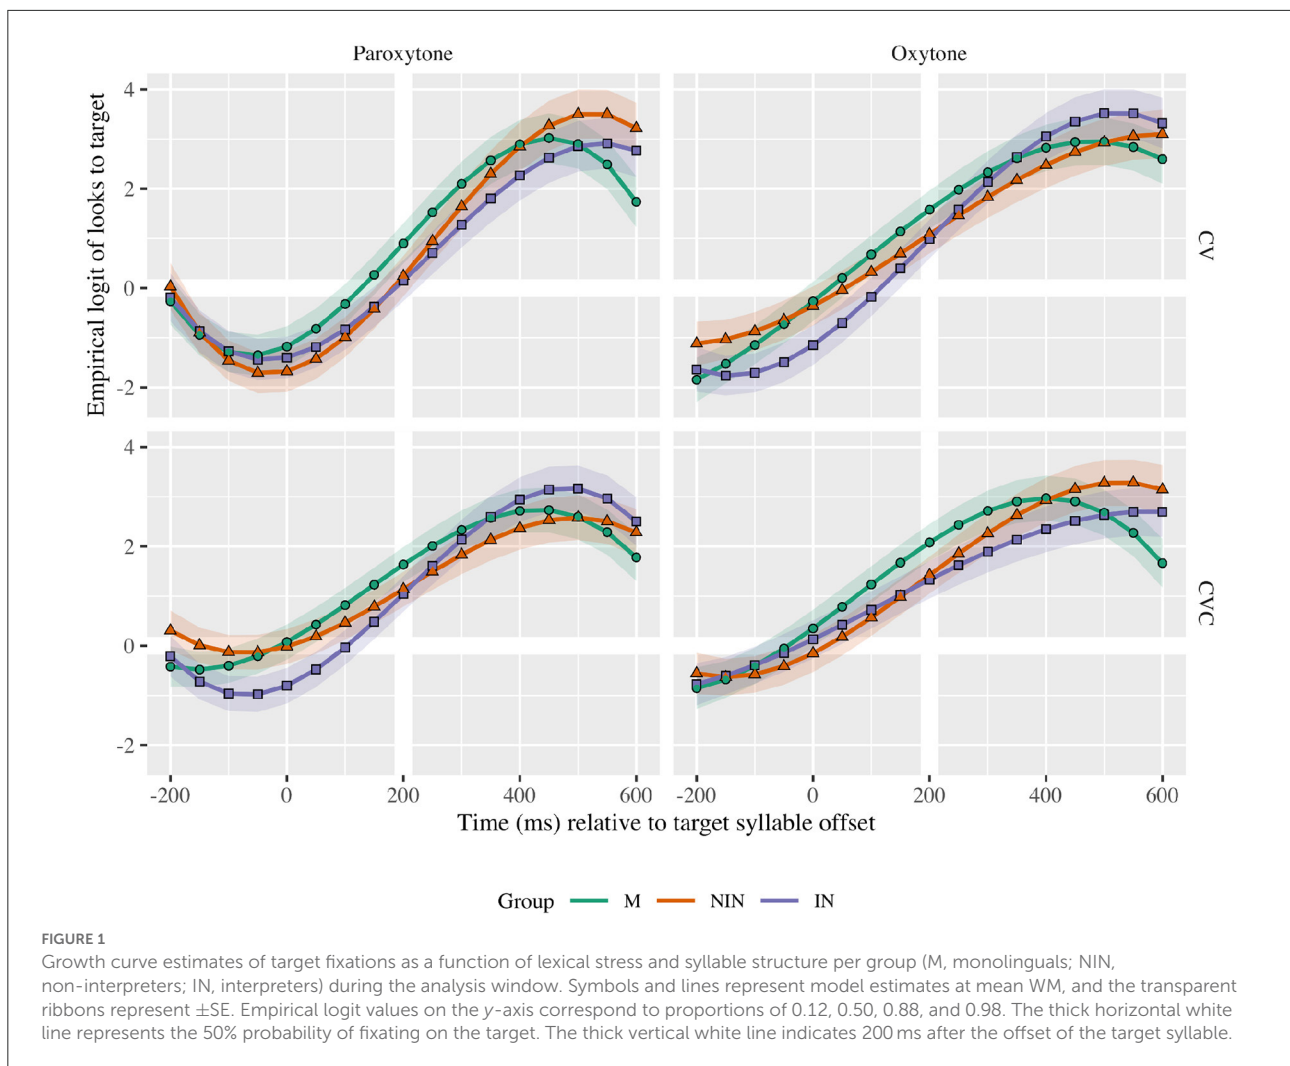 Paroxytone
Oxytone
Empirical logit of looks to target
4
2
0
-2
CV
4
2
0
-2
CVC
-200 0 200 400 600
-200 0 200 400 600
Time (ms) relative to target syllable offset
Group M NIN IN
FIGURE 1
Growth curve estimates of target fixations as a function of lexical stress and syllable structure per group (M, monolinguals; NIN,
non-interpreters; IN, interpreters) during the analysis window. Symbols and lines represent model estimates at mean WM, and the transparent
ribbons represent ±SE. Empirical logit values on the y-axis correspond to proportions of 0.12, 0.50, 0.88, and 0.98. The thick horizontal white
line represents the 50% probability of fixating on the target. The thick vertical white line indicates 200 ms after the offset of the target syllable.